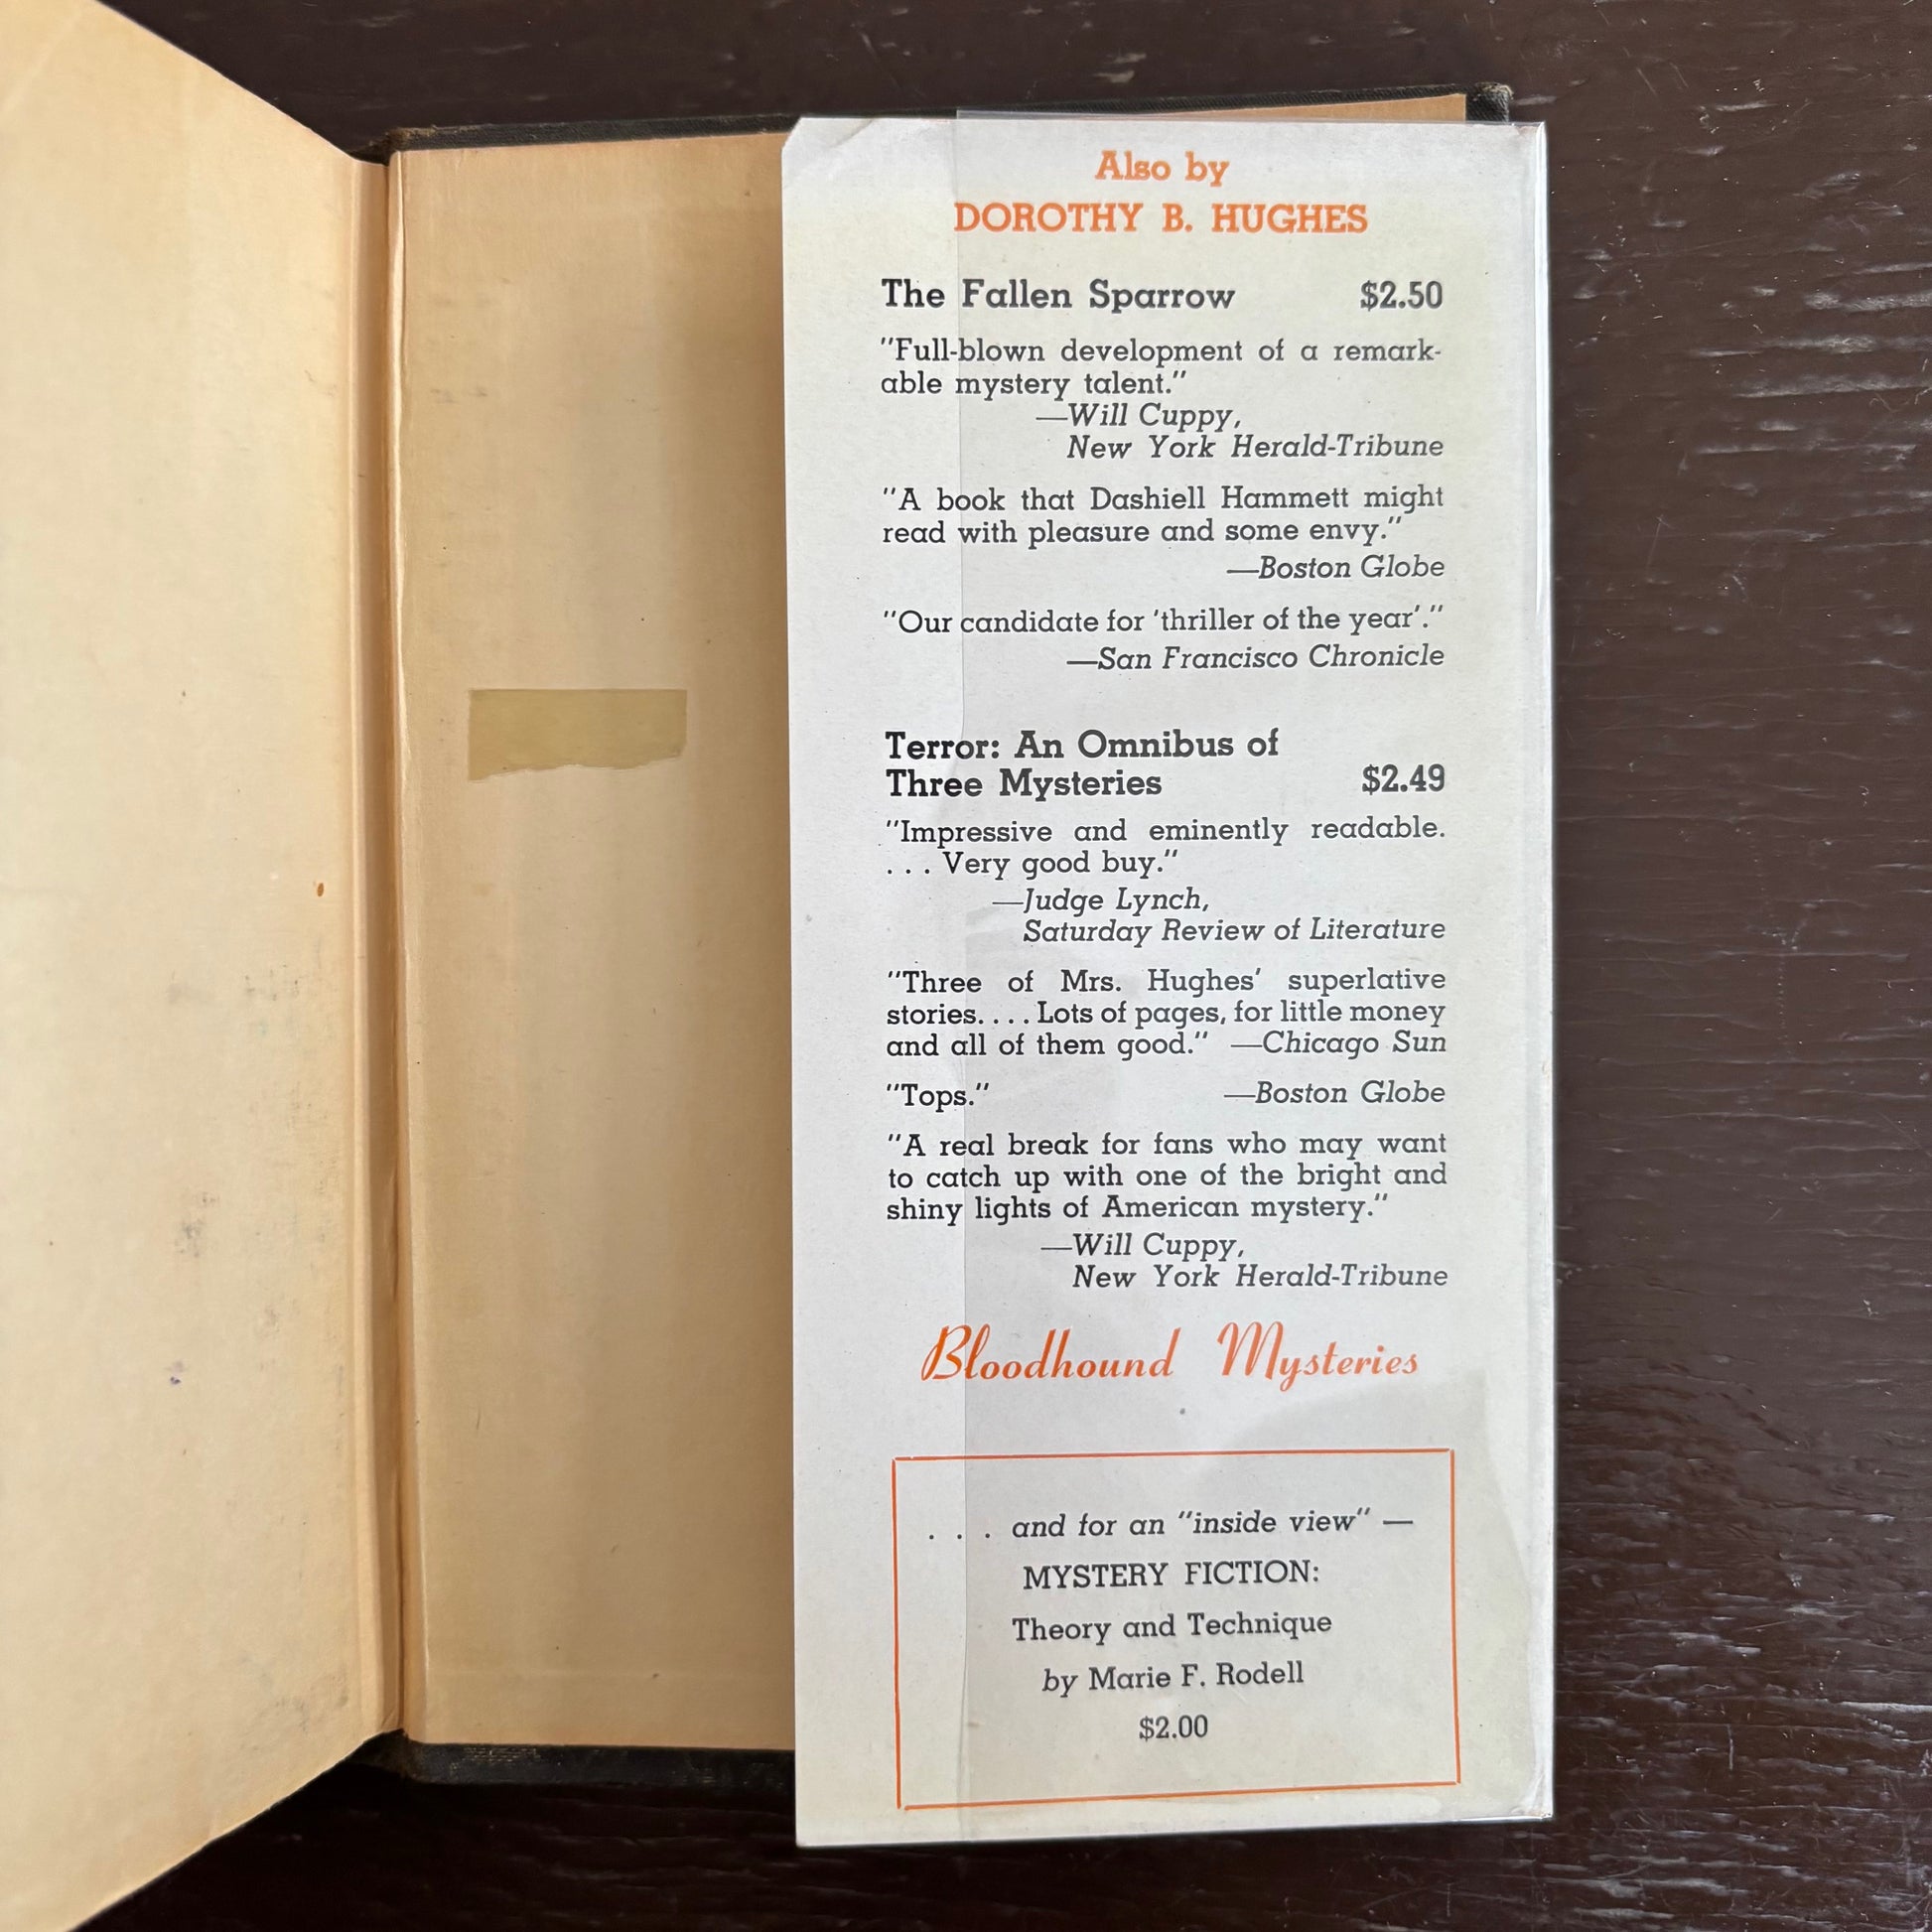 Also by
DOROTHY B. HUGHES
The Fallen Sparrow $2.50
"Full-blown development of a remark-
able mystery talent."
—Will Cuppy,
New York Herald-Tribune
"A book that Dashiell Hammett might
read with pleasure and some envy."
—Boston Globe
"Our candidate for 'thriller of the year'."
—San Francisco Chronicle
Terror: An Omnibus of
Three Mysteries $2.49
"Impressive and eminently readable.
. . . Very good buy."
—Judge Lynch,
Saturday Review of Literature
"Three of Mrs. Hughes' superlative
stories. . . . Lots of pages, for little money
and all of them good." —Chicago Sun
"Tops." —Boston Globe
"A real break for fans who may want
to catch up with one of the bright and
shiny lights of American mystery."
—Will Cuppy,
New York Herald-Tribune
Bloodhound Mysteries
. . . and for an "inside view" —
MYSTERY FICTION:
Theory and Technique
by Marie F. Rodell
$2.00